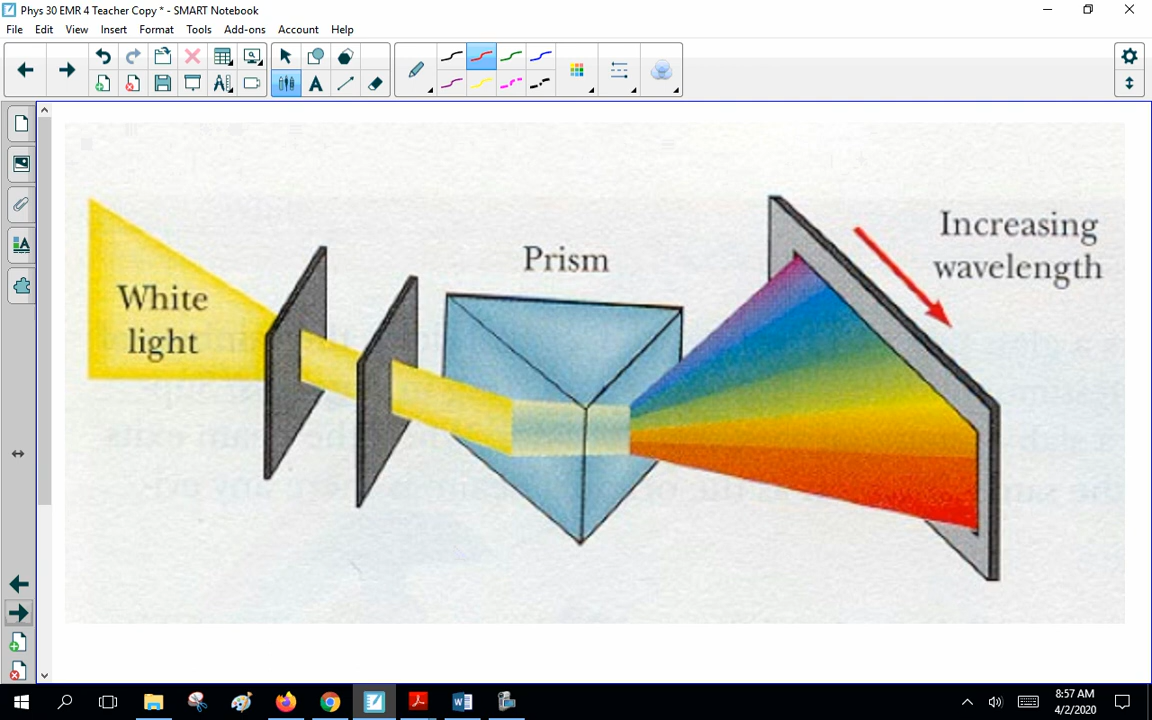 Phys 30 EMR 4 Teacher Copy * - SMART Notebook
File Edit View Insert Format Tools Add-ons Account Help
White
light
Prism
Increasing
wavelength
8:57 AM
4/2/2020